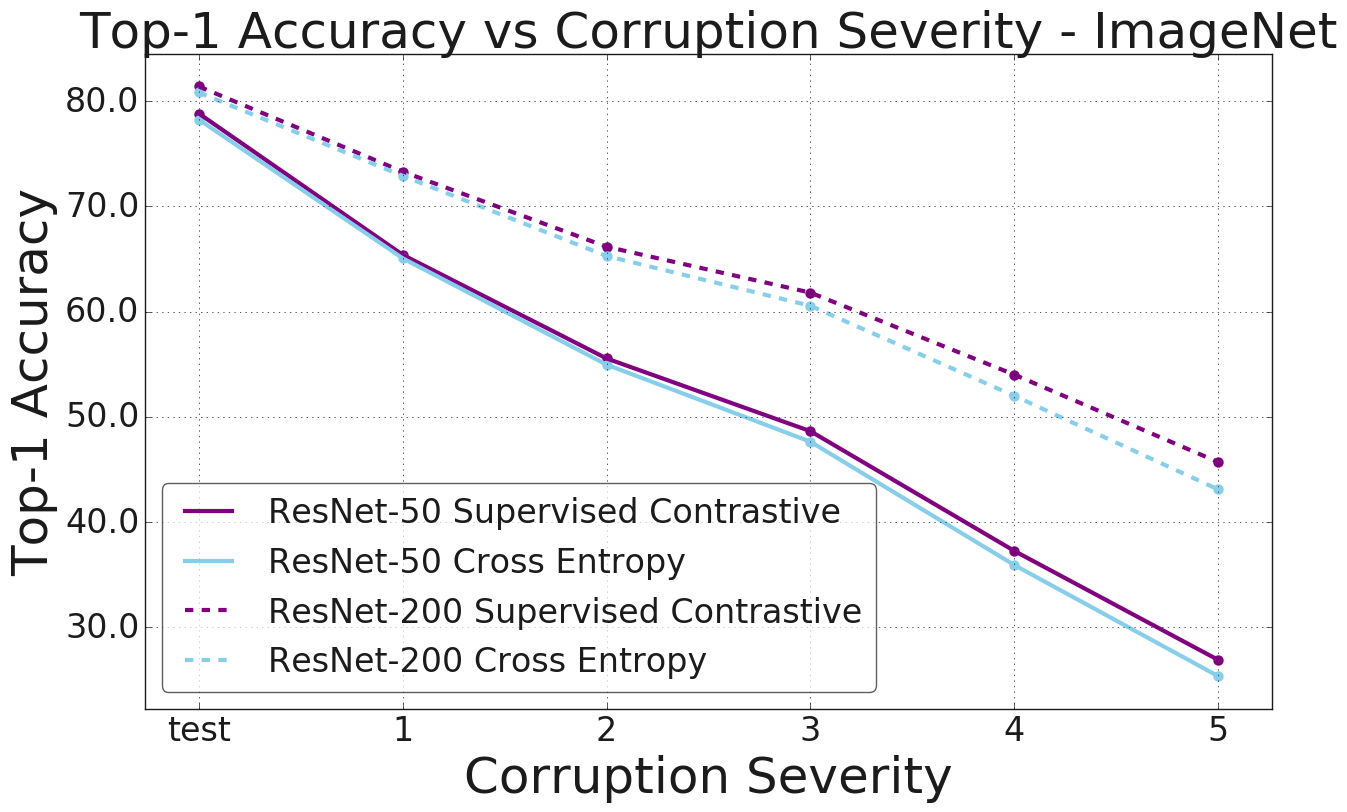 Top-1 Accuracy vs Corruption Severity - ImageNet
Top-1 Accuracy
80.0
70.0
60.0
50.0
40.0
30.0
ResNet-50 Supervised Contrastive
ResNet-50 Cross Entropy
ResNet-200 Supervised Contrastive
ResNet-200 Cross Entropy
test 1 2 3 4 5
Corruption Severity